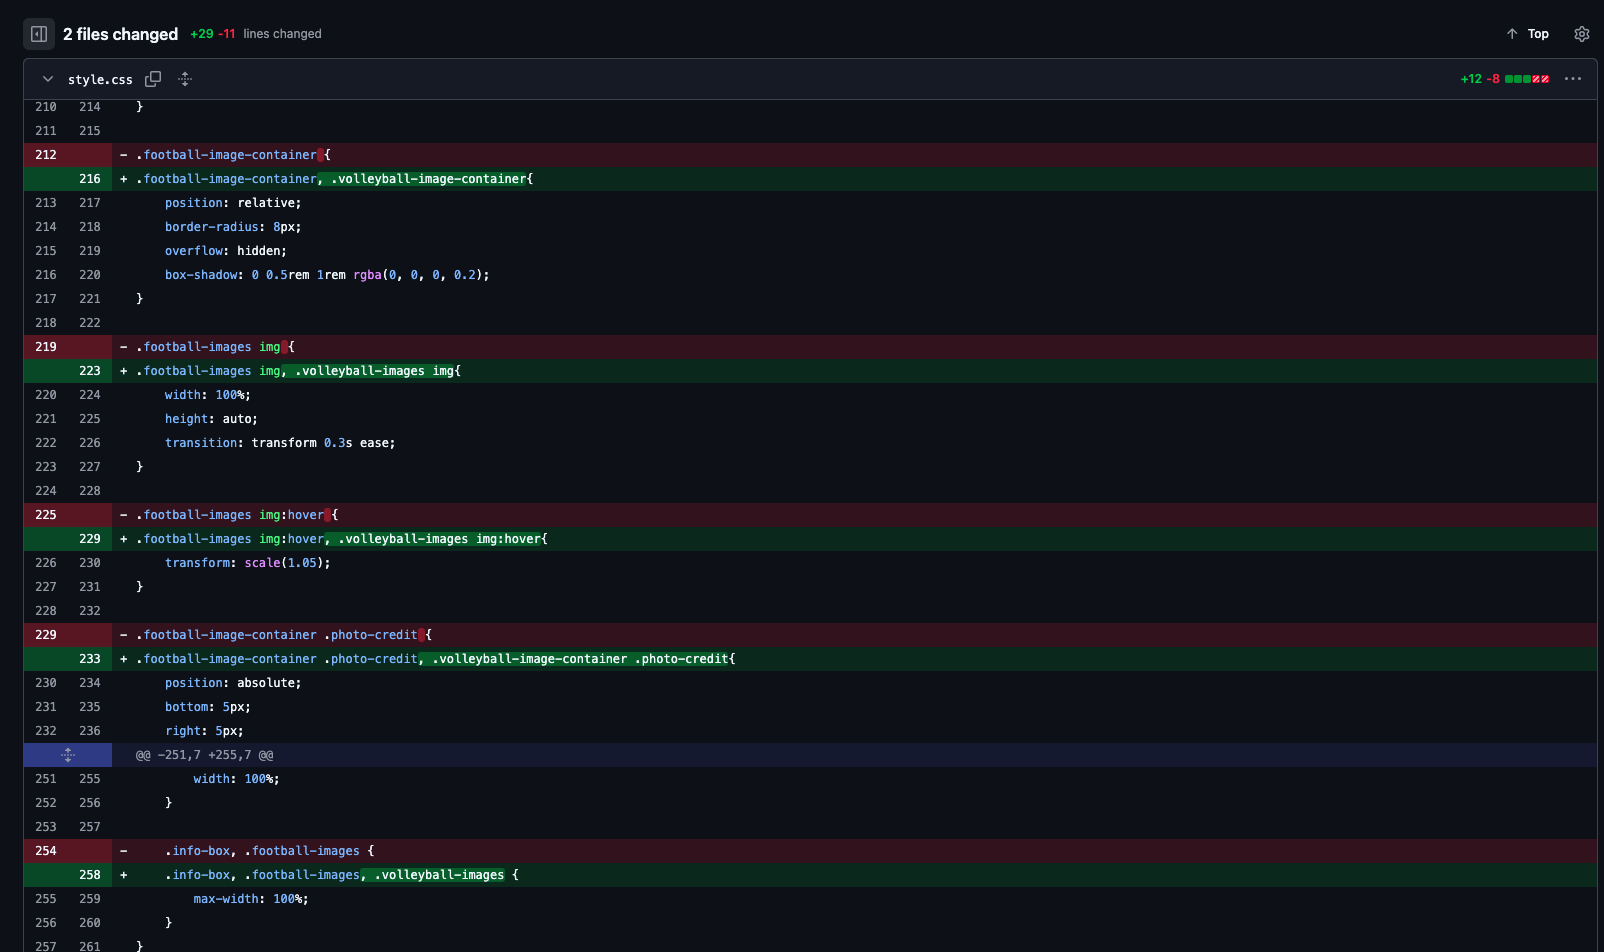 2 files changed +29 -11 lines changed
Top
style.css
+12 -8
210 214 }
211 215
212 - .football-image-container {
216 + .football-image-container, .volleyball-image-container{
213 217 position: relative;
214 218 border-radius: 8px;
215 219 overflow: hidden;
216 220 box-shadow: 0 0.5rem 1rem rgba(0, 0, 0, 0.2);
217 221 }
218 222
219 - .football-images img {
223 + .football-images img, .volleyball-images img{
220 224 width: 100%;
221 225 height: auto;
222 226 transition: transform 0.3s ease;
223 227 }
224 228
225 - .football-images img:hover {
229 + .football-images img:hover, .volleyball-images img:hover{
226 230 transform: scale(1.05);
227 231 }
228 232
229 - .football-image-container .photo-credit {
233 + .football-image-container .photo-credit, .volleyball-image-container .photo-credit{
230 234 position: absolute;
231 235 bottom: 5px;
232 236 right: 5px;
@@ -251,7 +255,7 @@
251 255 width: 100%;
252 256 }
253 257
254 - .info-box, .football-images {
258 + .info-box, .football-images, .volleyball-images {
255 259 max-width: 100%;
256 260 }
257 261 }